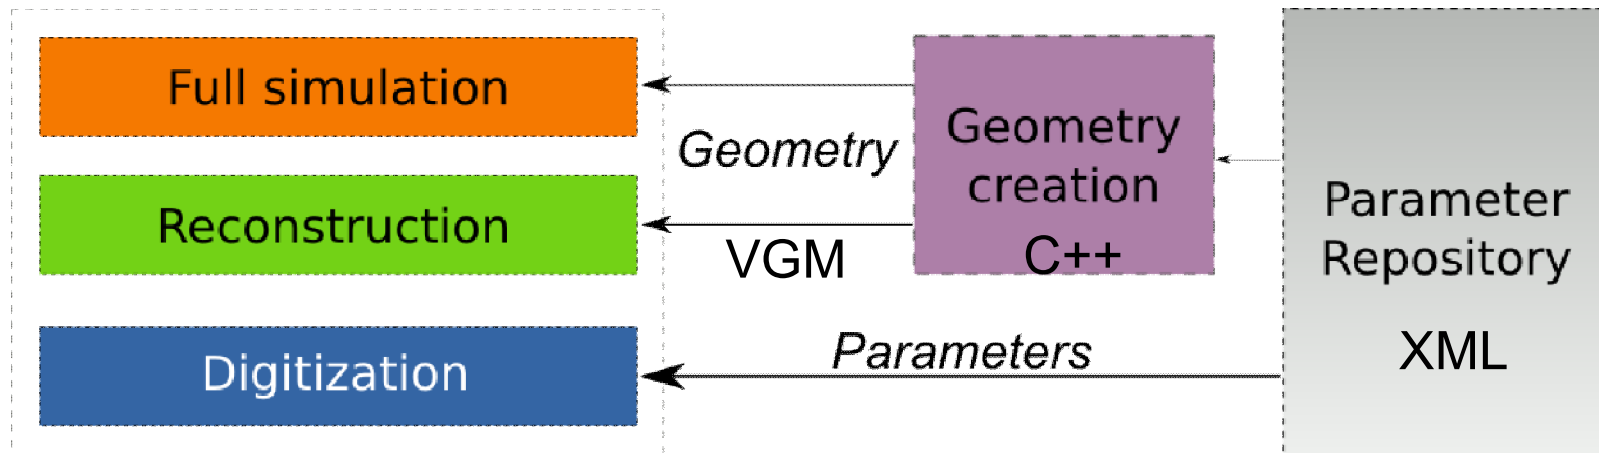 Full simulation
Reconstruction
Digitization
Geometry
VGM
Parameters
Geometry
creation
C++
Parameter
Repository
XML